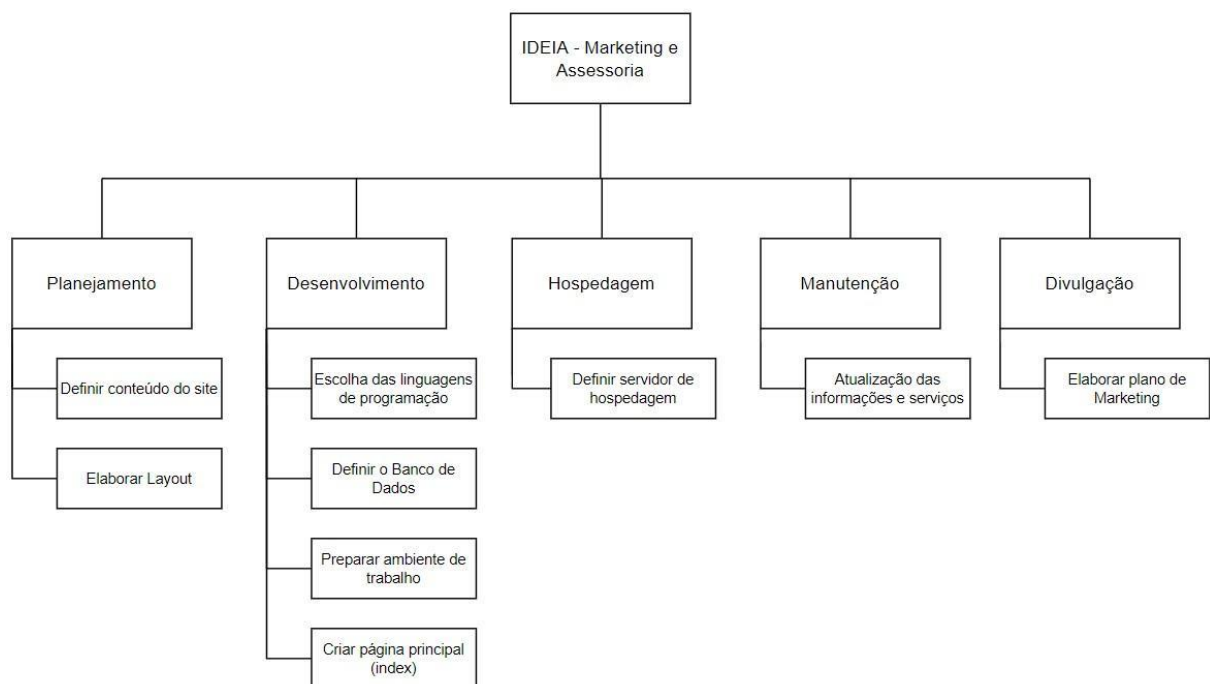 IDEIA - Marketing e
Assessoria
Planejamento
Desenvolvimento
Hospedagem
Manutenção
Divulgação
Definir conteúdo do site
Elaborar Layout
Escolha das linguagens
de programação
Definir o Banco de
Dados
Preparar ambiente de
trabalho
Criar página principal
(index)
Definir servidor de
hospedagem
Atualização das
informações e serviços
Elaborar plano de
Marketing